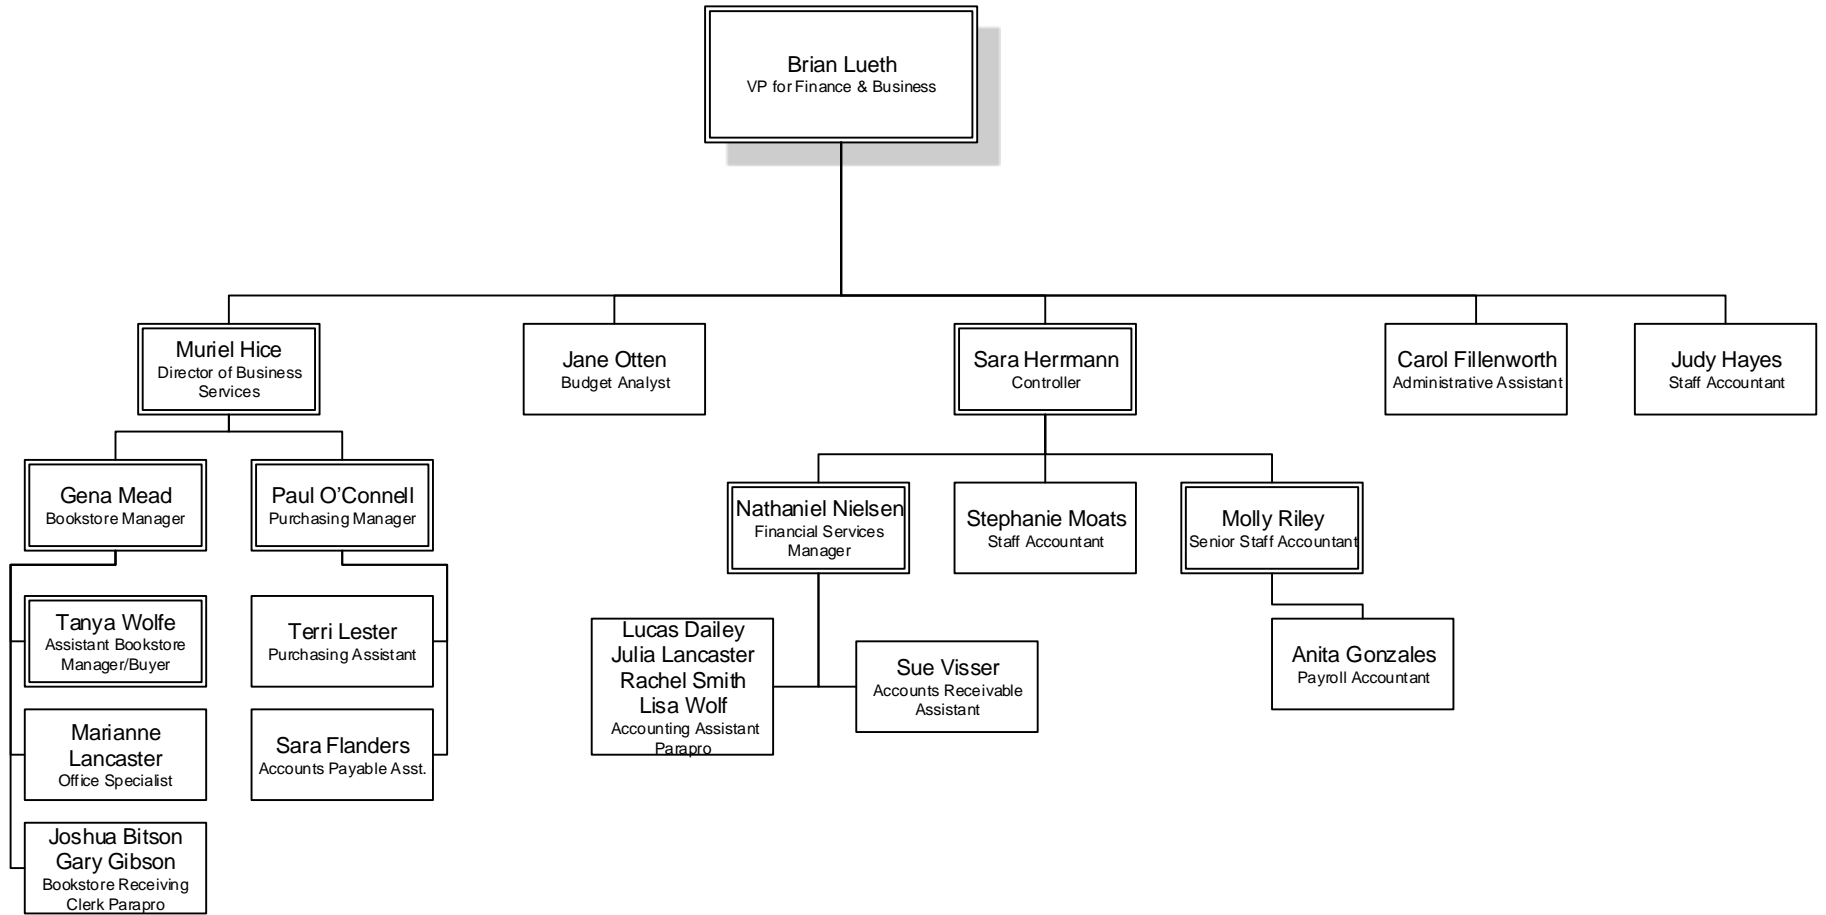 Brian Lueth
VP for Finance & Business
Muriel Hice
Director of Business
Services
Jane Otten
Budget Analyst
Sara Herrmann
Controller
Carol Fillenworth
Administrative Assistant
Judy Hayes
Staff Accountant
Gena Mead
Bookstore Manager
Paul O’Connell
Purchasing Manager
Nathaniel Nielsen
Financial Services
Manager
Stephanie Moats
Staff Accountant
Molly Riley
Senior Staff Accountant
Tanya Wolfe
Assistant Bookstore
Manager/Buyer
Terri Lester
Purchasing Assistant
Lucas Dailey
Julia Lancaster
Rachel Smith
Lisa Wolf
Accounting Assistant
Parapro
Sue Visser
Accounts Receivable
Assistant
Anita Gonzales
Payroll Accountant
Marianne
Lancaster
Office Specialist
Sara Flanders
Accounts Payable Asst.
Joshua Bitson
Gary Gibson
Bookstore Receiving
Clerk Parapro